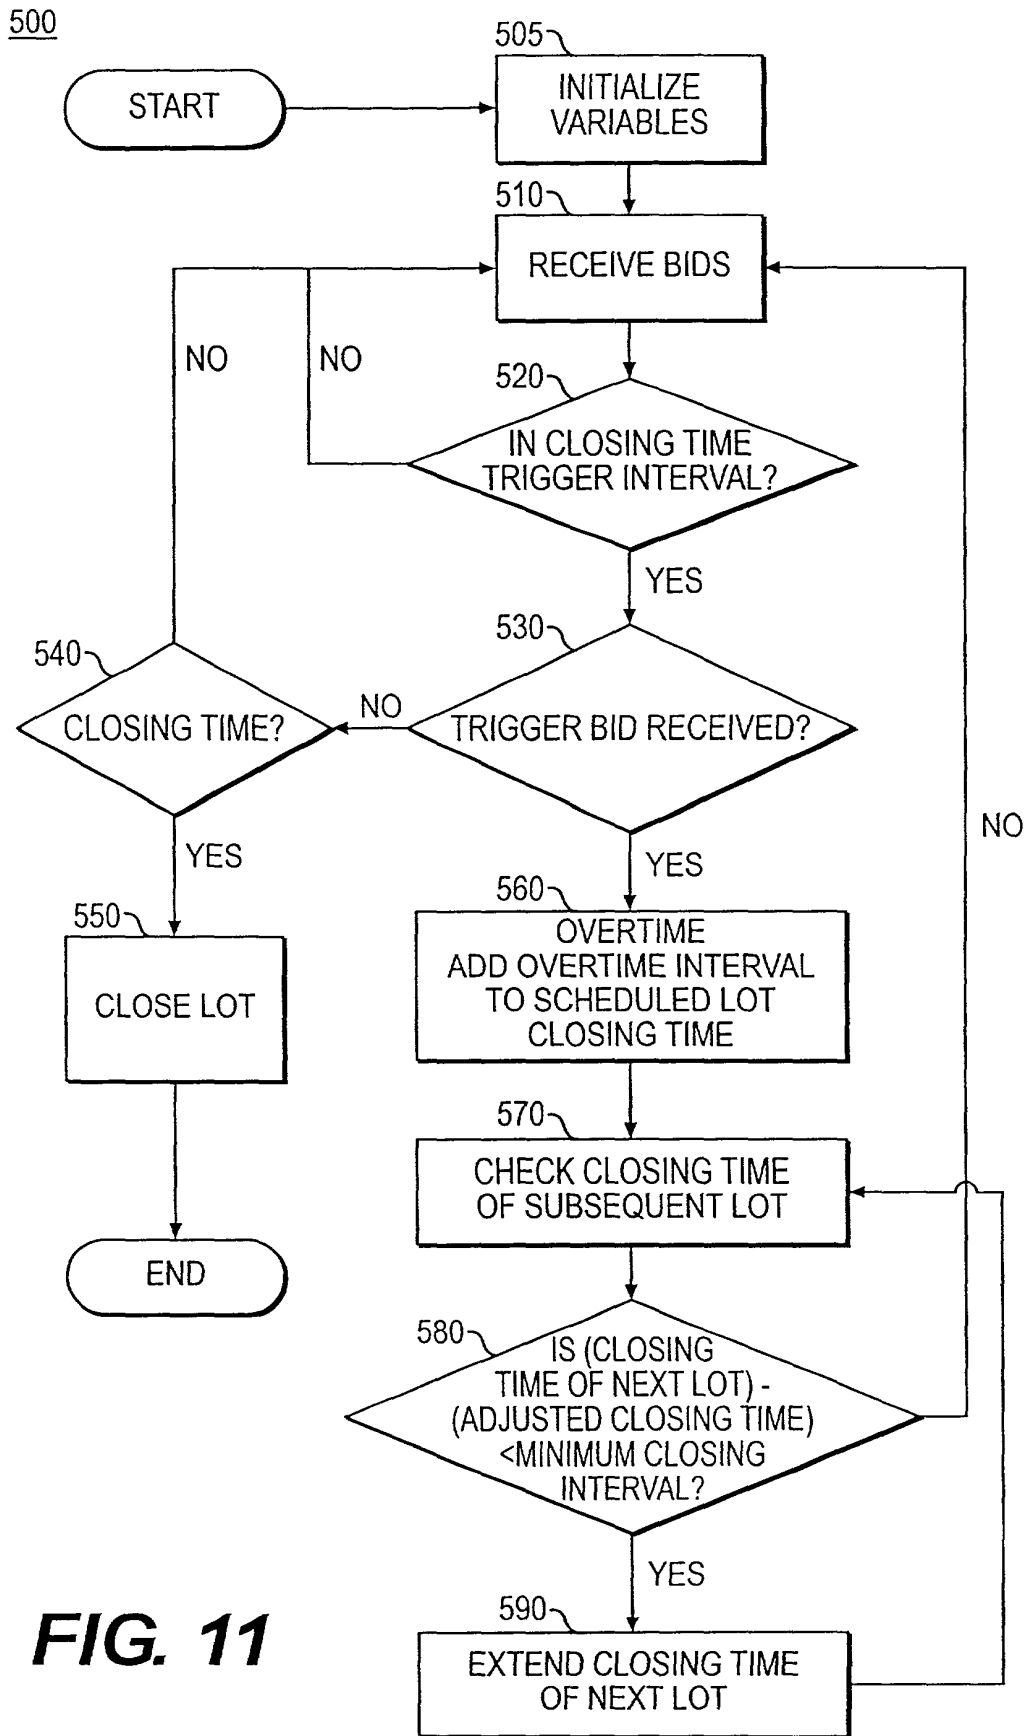 500
505
START
INITIALIZE
VARIABLES
510
RECEIVE BIDS
NO
NO
520
IN CLOSING TIME
TRIGGER INTERVAL?
YES
530
540
CLOSING TIME?
NO
TRIGGER BID RECEIVED?
NO
YES
YES
560
550
OVERTIME
ADD OVERTIME INTERVAL
TO SCHEDULED LOT
CLOSING TIME
CLOSE LOT
570
CHECK CLOSING TIME
OF SUBSEQUENT LOT
END
580
IS (CLOSING
TIME OF NEXT LOT) -
(ADJUSTED CLOSING TIME)
<MINIMUM CLOSING
INTERVAL?
YES
590
EXTEND CLOSING TIME
OF NEXT LOT
FIG. 11